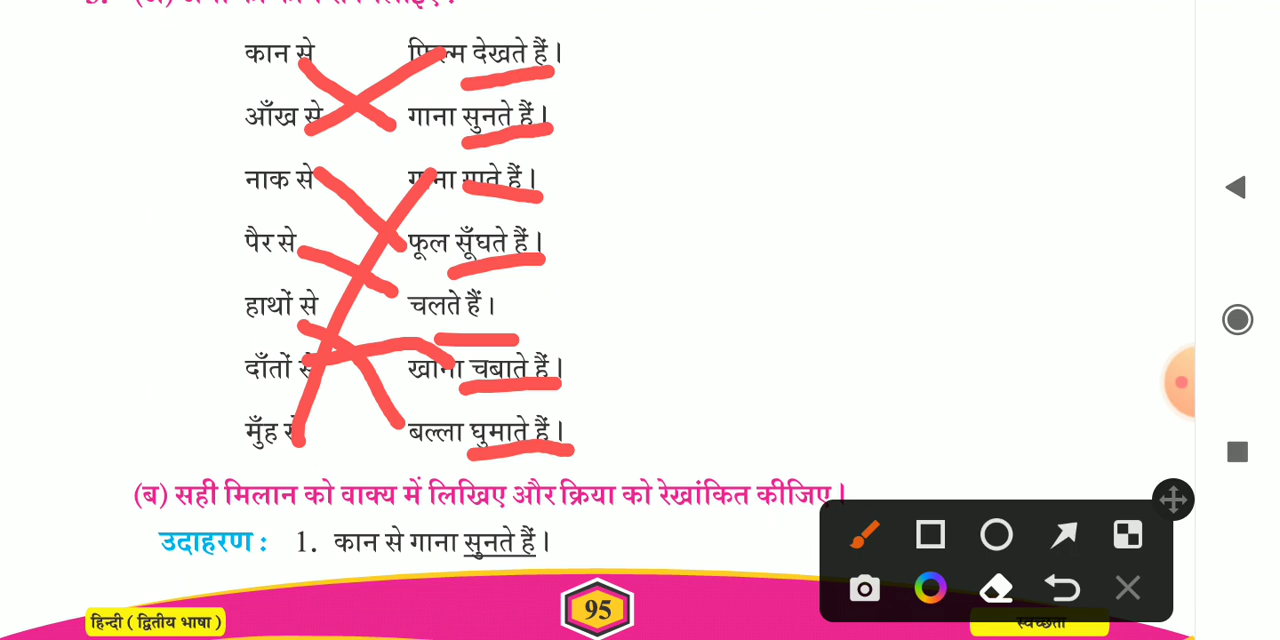 कान से फिल्म देखते हैं।
आँख से गाना सुनते हैं।
नाक से गाना गाते हैं।
पैर से फूल सूँघते हैं।
हाथों से चलते हैं।
दाँतों से खाना चबाते हैं।
मुँह से बल्ला घुमाते हैं।
(ब) सही मिलान को वाक्य में लिखिए और क्रिया को रेखांकित कीजिए।
उदाहरण : 1. कान से गाना सुनते हैं।
95
हिन्दी ( द्वितीय भाषा ) स्वच्छता